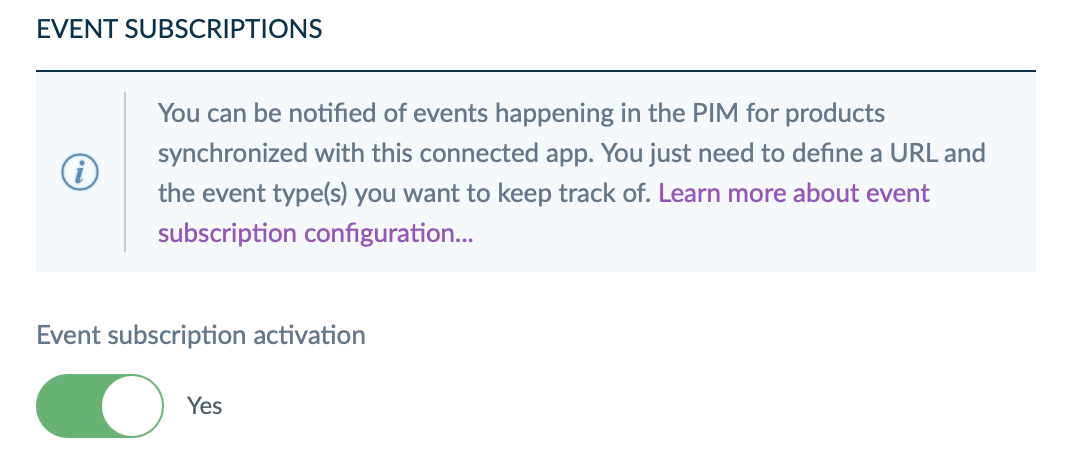 EVENT SUBSCRIPTIONS
You can be notified of events happening in the PIM for products
synchronized with this connected app. You just need to define a URL and
the event type(s) you want to keep track of. Learn more about event
subscription configuration...
Event subscription activation
Yes